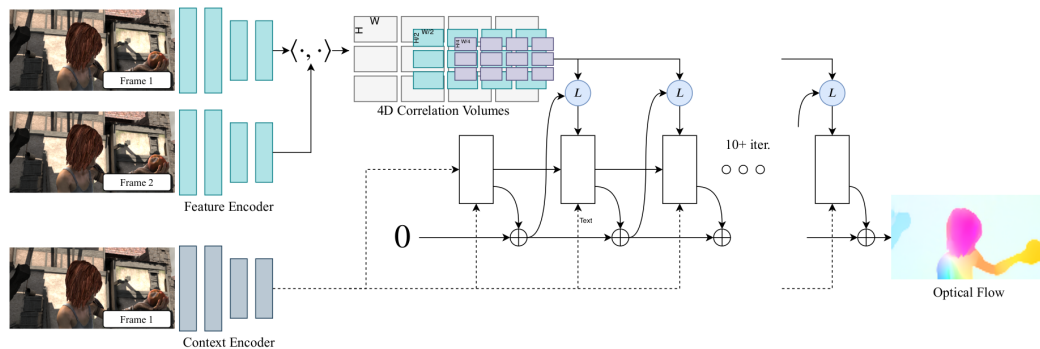 Frame 1
Frame 2
Feature Encoder
⟨·, ·⟩
H
W
H/2
W/2
H/4
W/4
4D Correlation Volumes
L
L
L
10+ iter.
Text
0
Frame 1
Context Encoder
Optical Flow